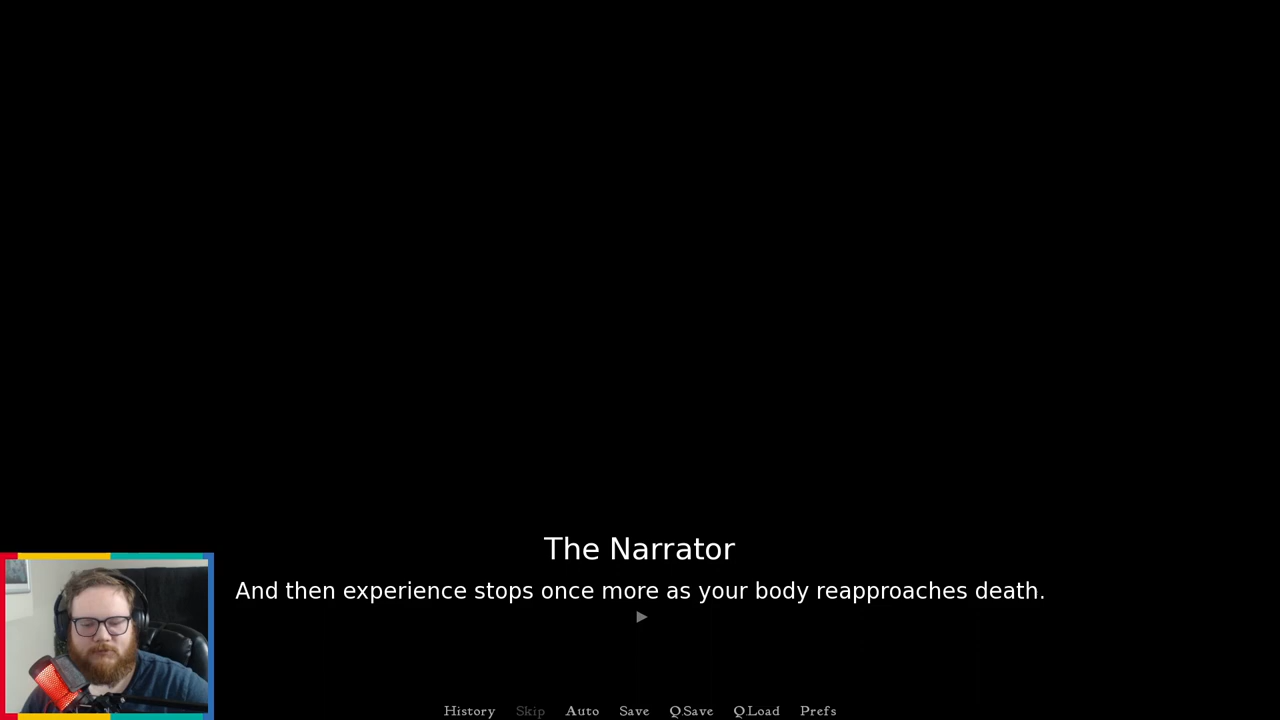 The Narrator
And then experience stops once more as your body reapproaches death.
History Skip Auto Save Q.Save Q.Load Prefs